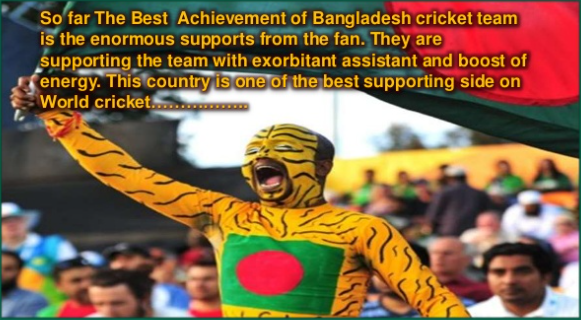 So far The Best  Achievement of Bangladesh cricket team
is the enormous supports from the fan. They are
supporting the team with exorbitant assistant and boost of
energy. This country is one of the best supporting side on
World cricket……………..